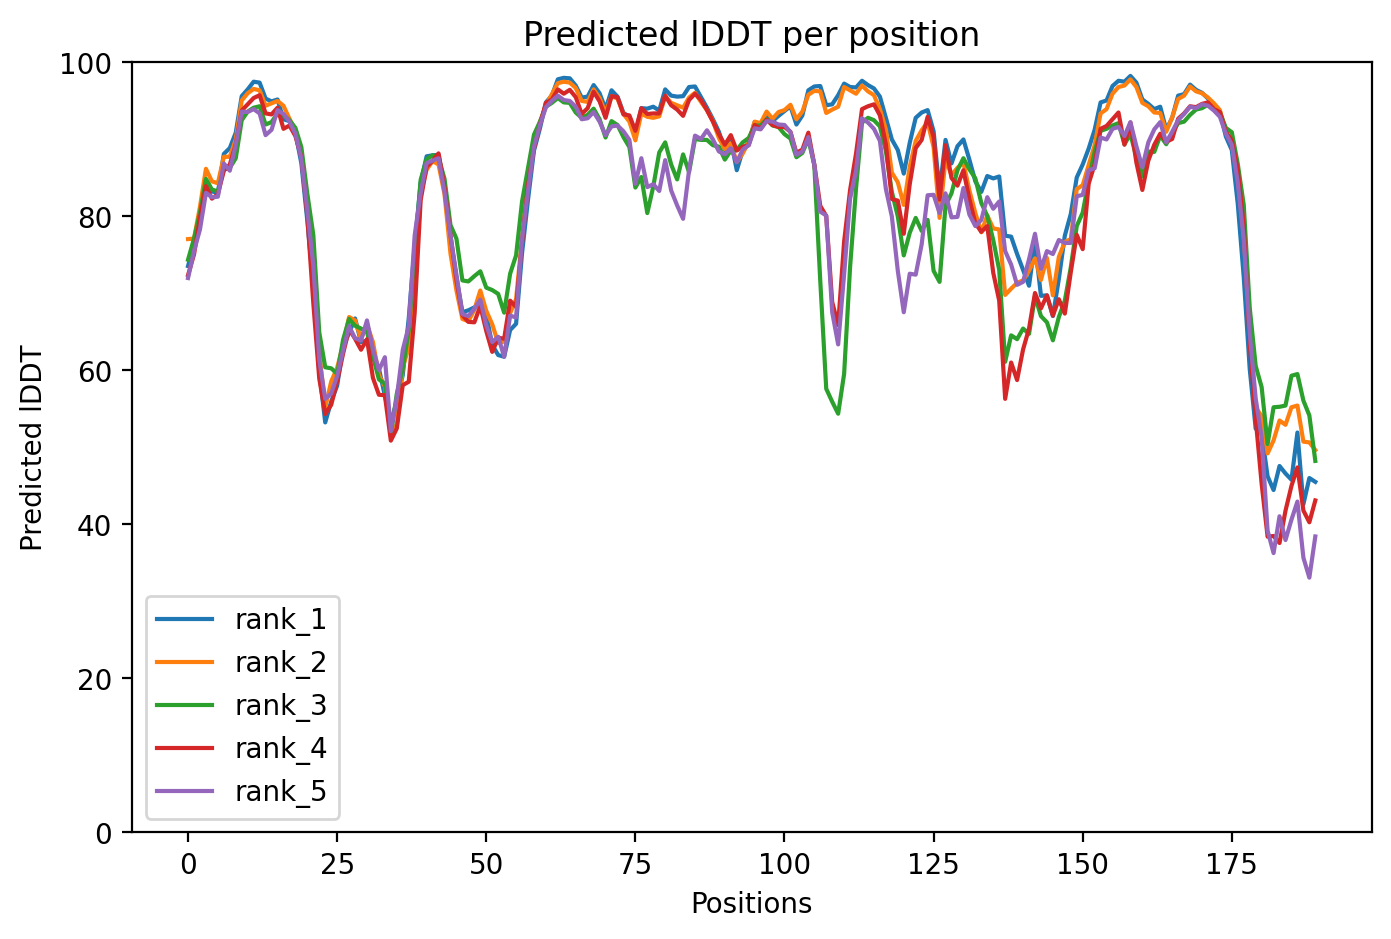 Predicted lDDT per position
Predicted lDDT
100
80
60
40
20
0
rank_1
rank_2
rank_3
rank_4
rank_5
0 25 50 75 100 125 150 175
Positions